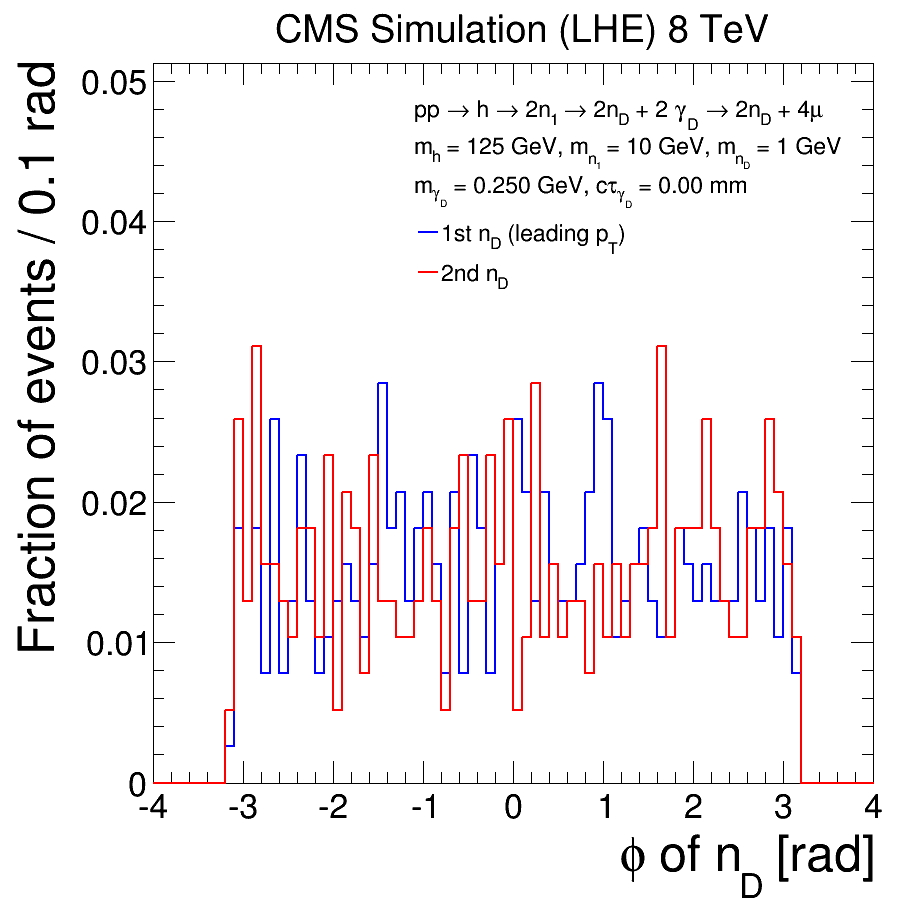 CMS Simulation (LHE) 8 TeV
pp → h → 2n1 → 2nD + 2 γD → 2nD + 4μ
mh = 125 GeV, mn1 = 10 GeV, mnD = 1 GeV
mγD = 0.250 GeV, cτγD = 0.00 mm
1st nD (leading pT)
2nd nD
Fraction of events / 0.1 rad
0.05
0.04
0.03
0.02
0.01
0
-4 -3 -2 -1 0 1 2 3 4
ϕ of nD [rad]